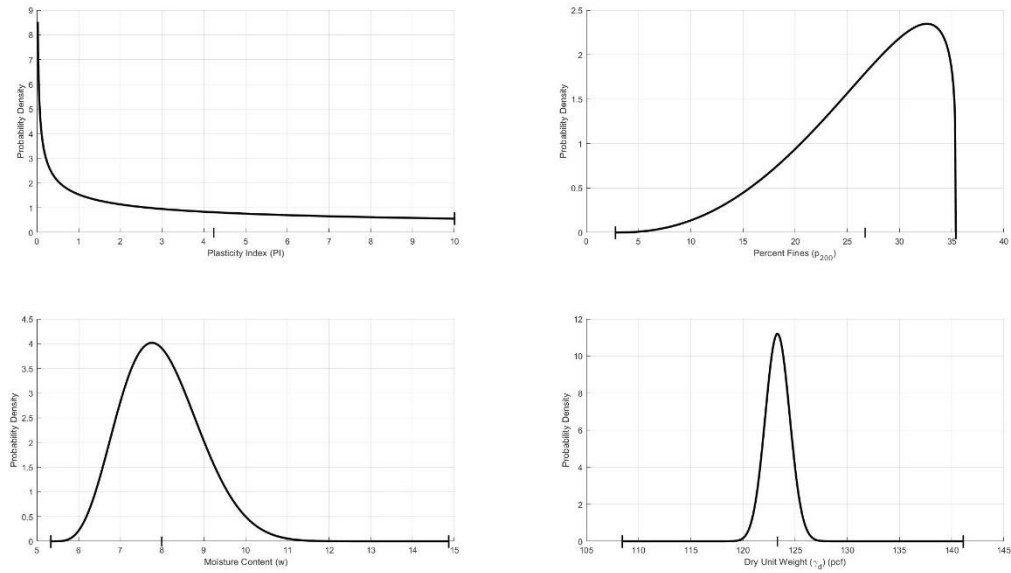 9
8
7
6
5
4
3
2
1
0
Probability Density
0 1 2 3 4 5 6 7 8 9 10
Plasticity Index (PI)
2.5
2
1.5
1
0.5
0
Probability Density
0 5 10 15 20 25 30 35 40
Percent Fines (p200)
4.5
4
3.5
3
2.5
2
1.5
1
0.5
0
Probability Density
5 6 7 8 9 10 11 12 13 14 15
Moisture Content (w)
12
10
8
6
4
2
0
Probability Density
105 110 115 120 125 130 135 140 145
Dry Unit Weight (γd) (pcf)